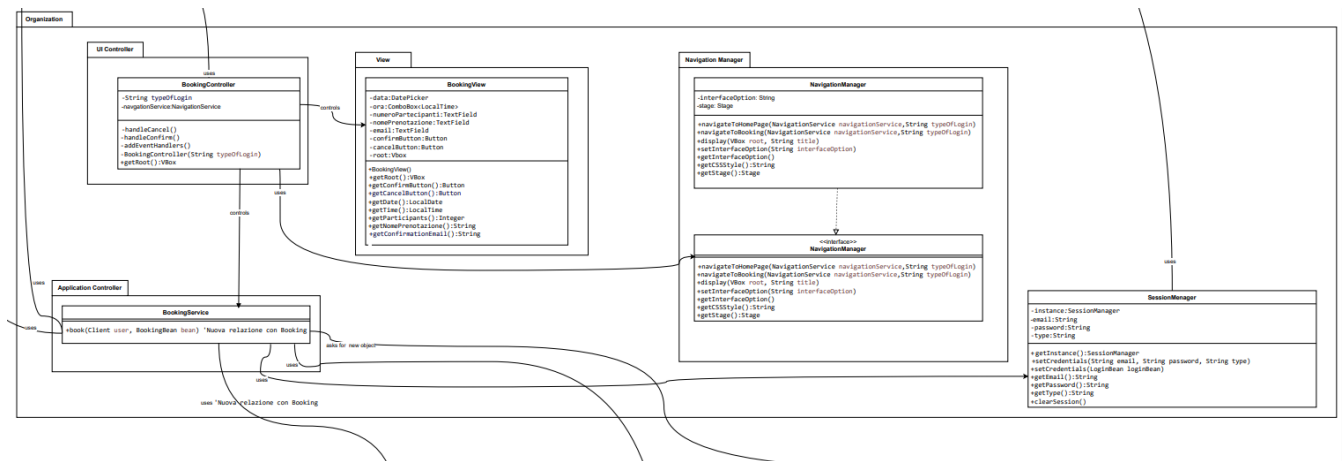 Organization
UI Controller
uses
BookingController
-String typeOfLogin
-navgationService:NavigationService
-handleCancel()
-handleConfirm()
-addEventHandlers()
-BookingController(String typeOfLogin)
+getRoot():VBox
controls
View
BookingView
-data:DatePicker
-ora:ComboBox<LocalTime>
-numeroPartecipanti:TextField
-nomePrenotazione:TextField
-email:TextField
-confirmButton:Button
-cancelButton:Button
-root:Vbox
+BookingView()
+getRoot():VBox
+getConfirmButton():Button
+getCancelButton():Button
+getDate():LocalDate
+getTime():LocalTime
+getParticipants():Integer
+getNomePrenotazione():String
+getConfirmationEmail():String
Navigation Manager
NavigationManager
-interfaceOption: String
-stage: Stage
+navigateToHomePage(NavigationService navigationService,String typeOfLogin)
+navigateToBooking(NavigationService navigationService,String typeOfLogin)
+display(VBox root, String title)
+setInterfaceOption(String interfaceOption)
+getInterfaceOption()
+getCSSStyle():String
+getStage():Stage
<<interface>>
NavigationManager
+navigateToHomePage(NavigationService navigationService,String typeOfLogin)
+navigateToBooking(NavigationService navigationService,String typeOfLogin)
+display(VBox root, String title)
+setInterfaceOption(String interfaceOption)
+getInterfaceOption()
+getCSSStyle():String
+getStage():Stage
uses
controls
uses
uses
Application Controller
BookingService
+book(Client user, BookingBean bean) 'Nuova relazione con Booking
uses
asks for new object
uses
uses
uses 'Nuova relazione con Booking
uses
SessionMenager
-instance:SessionManager
-email:String
-password:String
-type:String
+getInstance():SessionManager
+setCredentials(String email, String password, String type)
+setCredentials(LoginBean loginBean)
+getEmail():String
+getPassword():String
+getType():String
+clearSession()